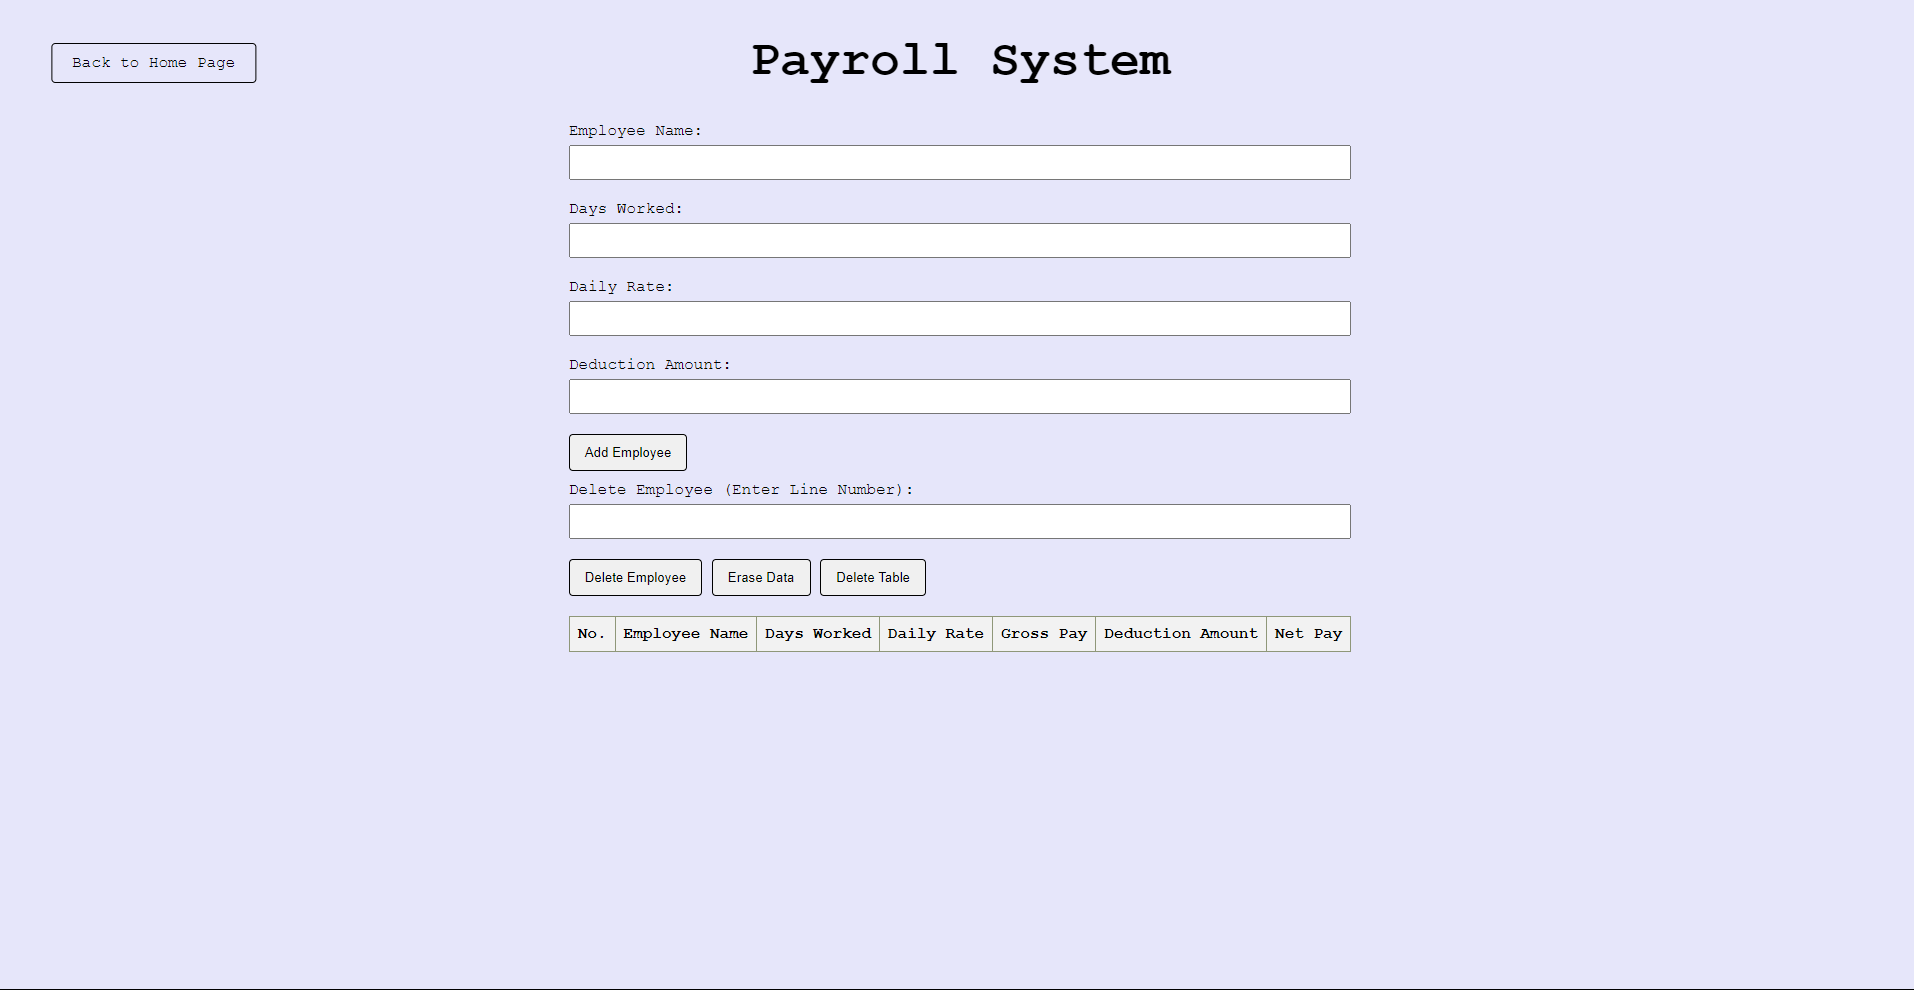 Back to Home Page
Payroll System
Employee Name:
Days Worked:
Daily Rate:
Deduction Amount:
Add Employee
Delete Employee (Enter Line Number):
Delete Employee Erase Data Delete Table
No. Employee Name Days Worked Daily Rate Gross Pay Deduction Amount Net Pay